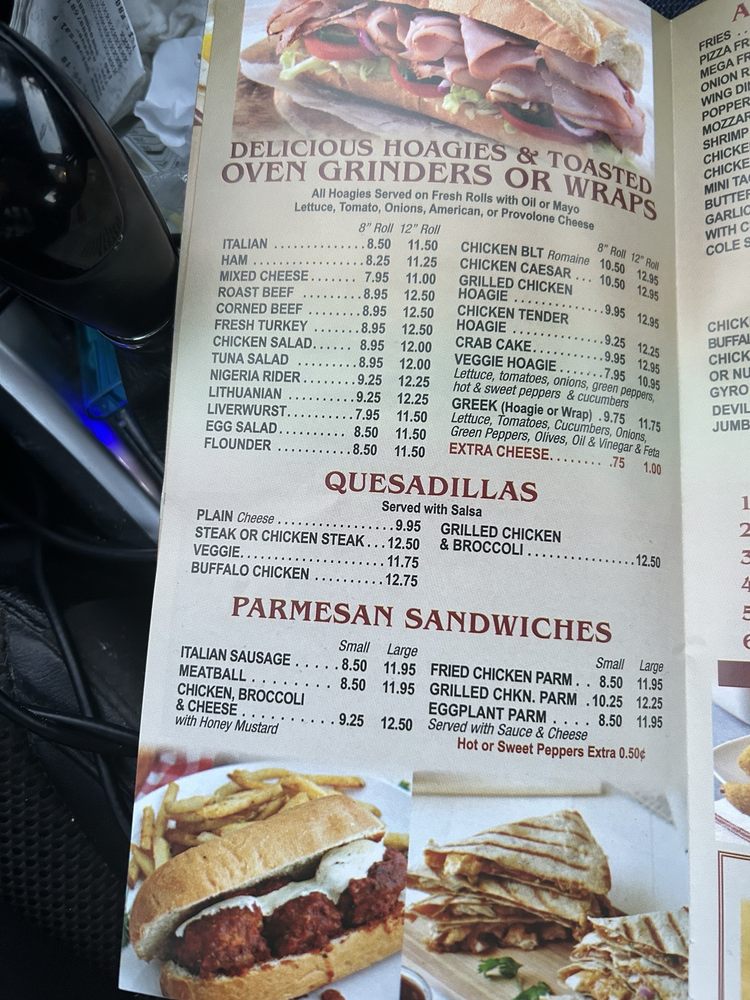 DELICIOUS HOAGIES & TOASTED
OVEN GRINDERS OR WRAPS
All Hoagies Served on Fresh Rolls with Oil or Mayo
Lettuce, Tomato, Onions, American, or Provolone Cheese
8" Roll 12" Roll
ITALIAN ................ 8.50 11.50
HAM .................... 8.25 11.25
MIXED CHEESE ....... 7.95 11.00
ROAST BEEF ......... 8.95 12.50
CORNED BEEF ........ 8.95 12.50
FRESH TURKEY ....... 8.95 12.50
CHICKEN SALAD ...... 8.95 12.00
TUNA SALAD ......... 8.95 12.00
NIGERIA RIDER ....... 9.25 12.25
LITHUANIAN .......... 9.25 12.25
LIVERWURST ......... 7.95 11.50
EGG SALAD .......... 8.50 11.50
FLOUNDER ........... 8.50 11.50
8" Roll 12" Roll
CHICKEN BLT Romaine 10.50 12.95
CHICKEN CAESAR ... 10.50 12.95
GRILLED CHICKEN
HOAGIE ............. 9.95 12.95
CHICKEN TENDER
HOAGIE ............. 9.25 12.25
CRAB CAKE .......... 9.95 12.95
VEGGIE HOAGIE ...... 7.95 10.95
Lettuce, tomatoes, onions, green peppers,
hot & sweet peppers & cucumbers
GREEK (Hoagie or Wrap) . 9.75 11.75
Lettuce, Tomatoes, Cucumbers, Onions,
Green Peppers, Olives, Oil & Vinegar & Feta
EXTRA CHEESE ........ .75 1.00
QUESADILLAS
Served with Salsa
PLAIN Cheese .................. 9.95
STEAK OR CHICKEN STEAK ... 12.50
VEGGIE ...................... 11.75
BUFFALO CHICKEN .......... 12.75
GRILLED CHICKEN
& BROCCOLI ............... 12.50
PARMESAN SANDWICHES
Small Large
ITALIAN SAUSAGE ..... 8.50 11.95
MEATBALL ........ 8.50 11.95
CHICKEN, BROCCOLI
& CHEESE ........... 9.25 12.50
with Honey Mustard
Small Large
FRIED CHICKEN PARM .. 8.50 11.95
GRILLED CHKN. PARM . 10.25 12.25
EGGPLANT PARM .... 8.50 11.95
Served with Sauce & Cheese
Hot or Sweet Peppers Extra 0.50¢
FRIES
PIZZA FR
MEGA FR
ONION R
WING DI
POPPER
MOZZAR
SHRIMP
CHICKE
CHICKE
MINI TA
BUTTER
GARLIC
WITH C
COLE S
CHICK
BUFFAL
CHICK
OR NU
GYRO
DEVIL
JUMB
1
2
3
4
5
6